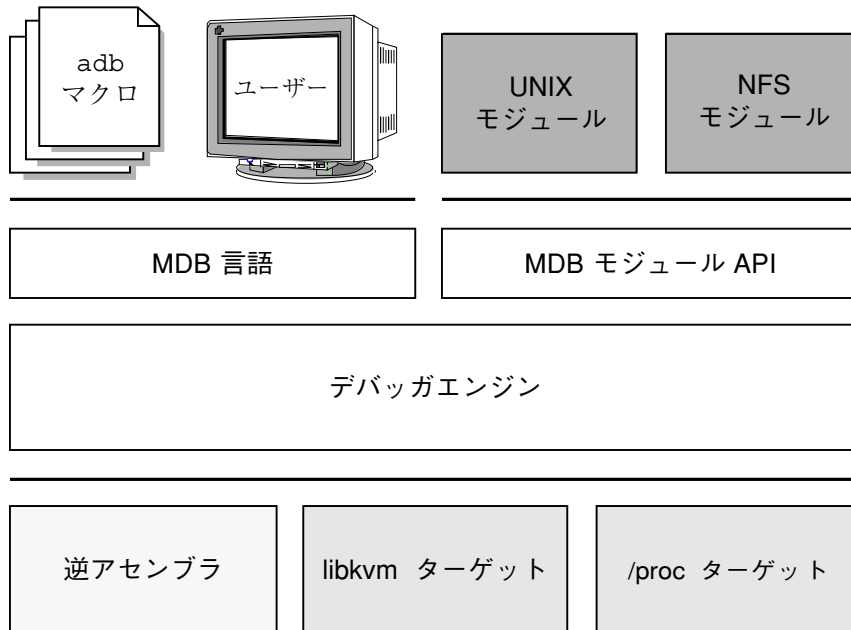 adb
マクロ
ユーザー
UNIX
モジュール
NFS
モジュール
MDB 言語
MDB モジュール API
デバッガエンジン
逆アセンブラ
libkvm ターゲット
/proc ターゲット